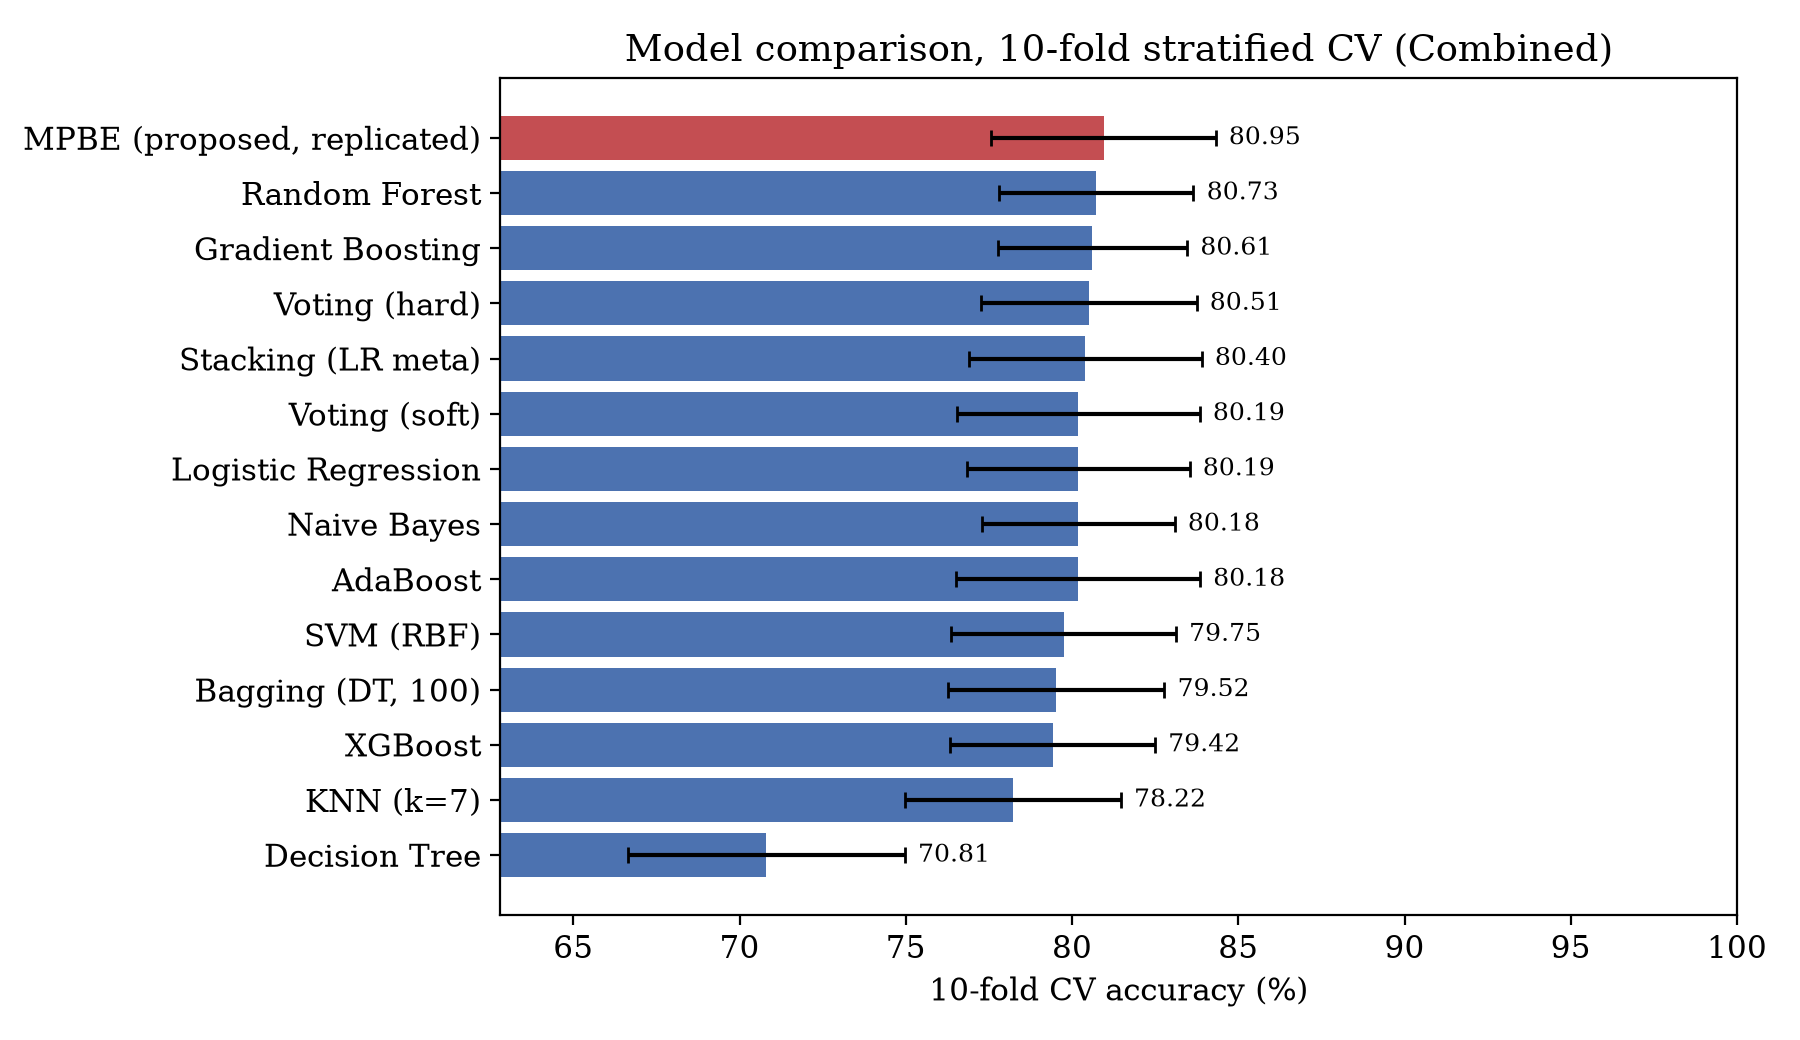 Model comparison, 10-fold stratified CV (Combined)
MPBE (proposed, replicated) 80.95
Random Forest 80.73
Gradient Boosting 80.61
Voting (hard) 80.51
Stacking (LR meta) 80.40
Voting (soft) 80.19
Logistic Regression 80.19
Naive Bayes 80.18
AdaBoost 80.18
SVM (RBF) 79.75
Bagging (DT, 100) 79.52
XGBoost 79.42
KNN (k=7) 78.22
Decision Tree 70.81
65 70 75 80 85 90 95 100
10-fold CV accuracy (%)